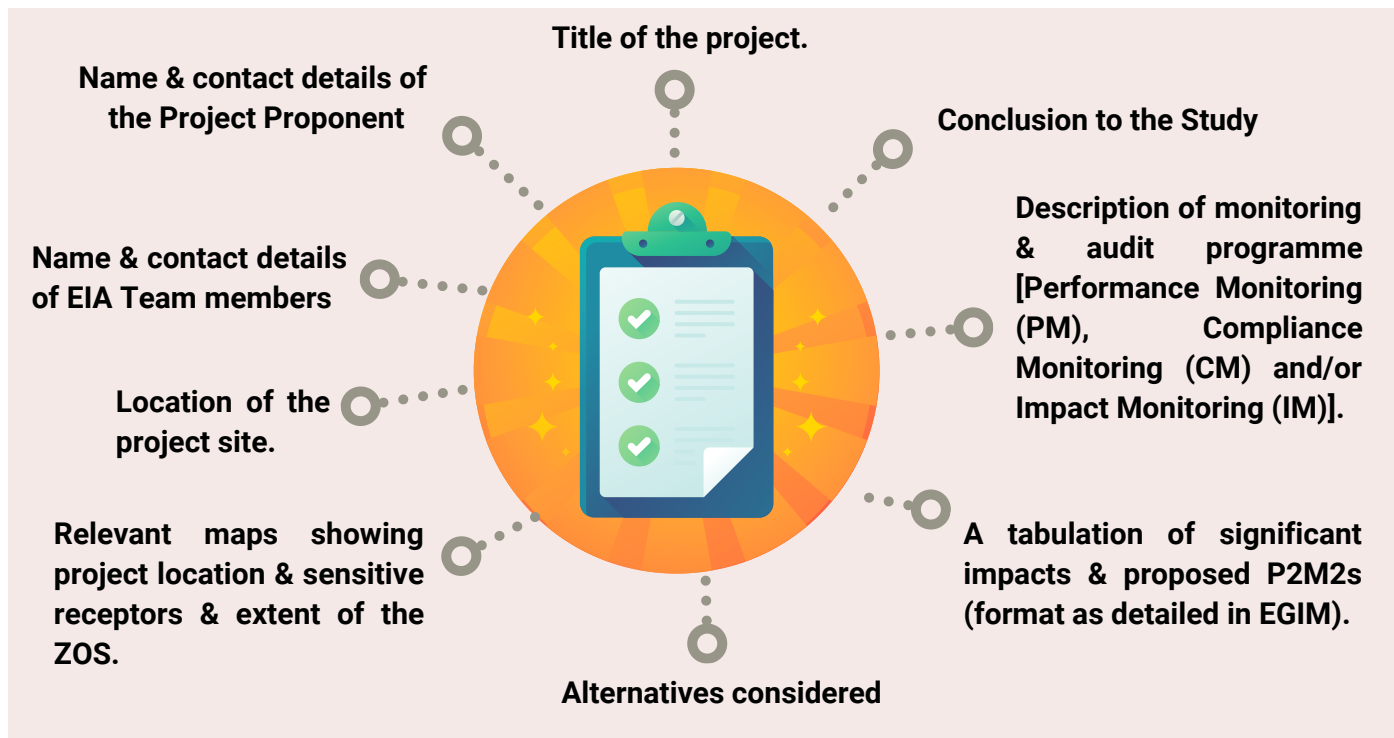 Title of the project.
Name & contact details of
the Project Proponent
Name & contact details
of EIA Team members
Location of the
project site.
Relevant maps showing
project location & sensitive
receptors & extent of the
ZOS.
Alternatives considered
A tabulation of significant
impacts & proposed P2M2s
(format as detailed in EGIM).
Description of monitoring
& audit programme
[Performance Monitoring
(PM), Compliance
Monitoring (CM) and/or
Impact Monitoring (IM)].
Conclusion to the Study